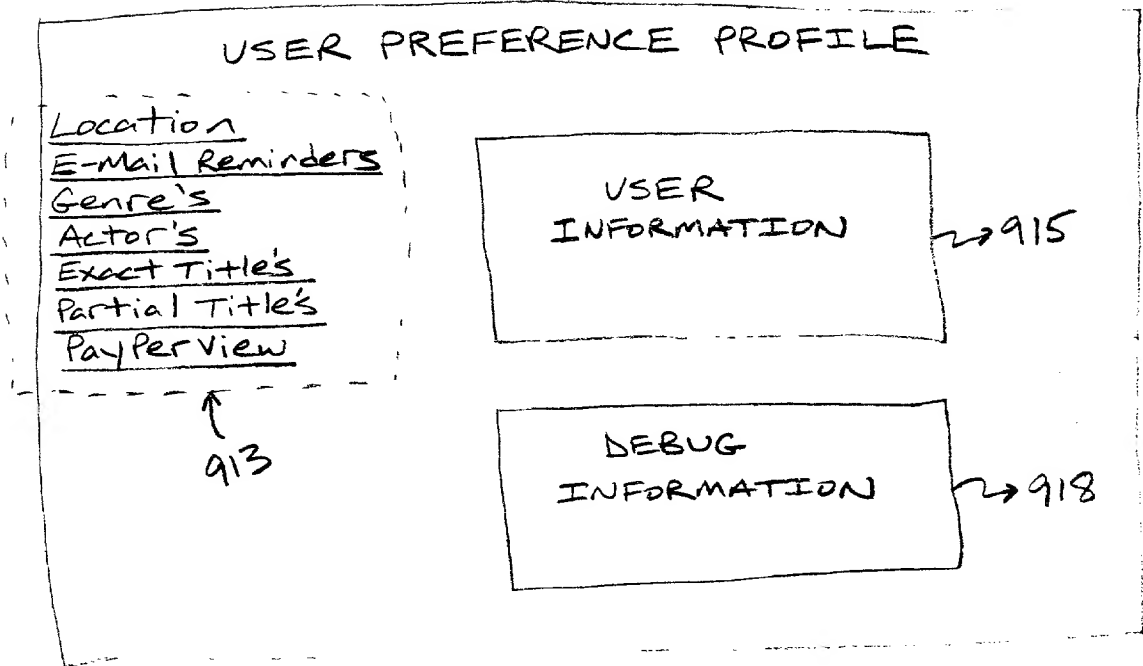 USER PREFERENCE PROFILE
Location
E-Mail Reminders
Genre's
Actor's
Exact Title's
Partial Title's
PayPerView
913
USER
INFORMATION
915
DEBUG
INFORMATION
918